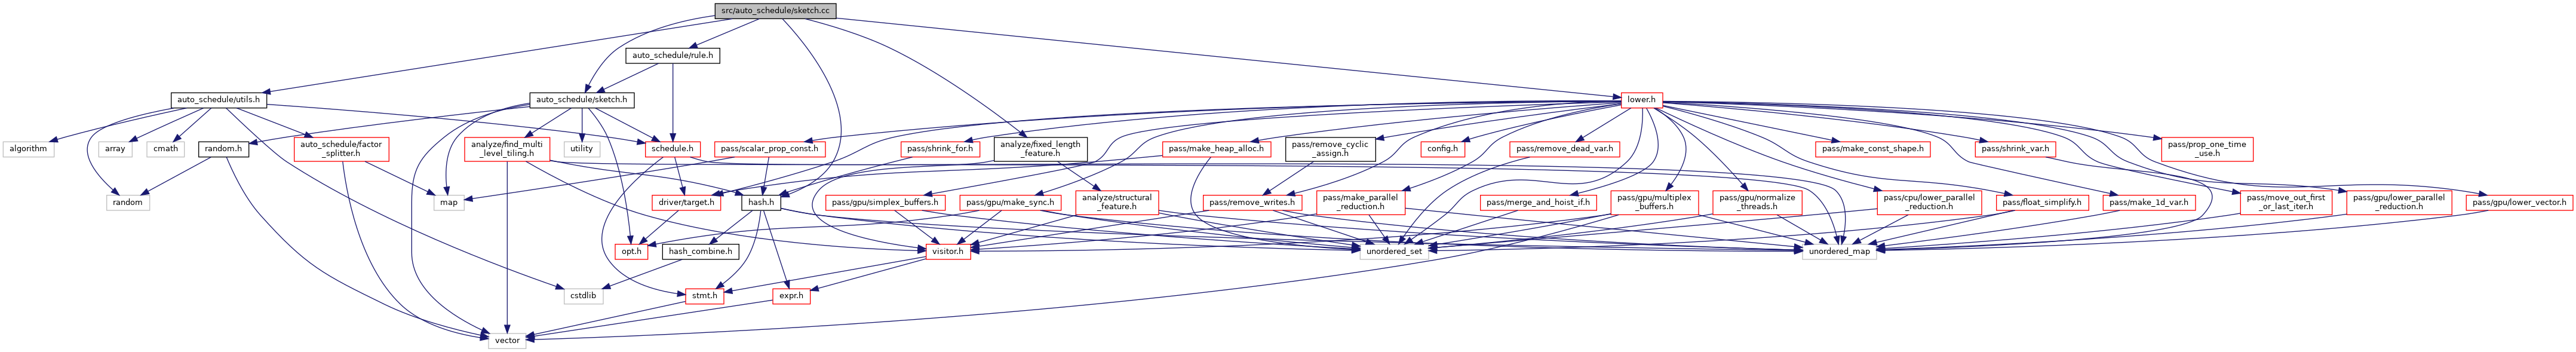 src/auto_schedule/sketch.cc
auto_schedule/rule.h
auto_schedule/utils.h
auto_schedule/sketch.h
lower.h
algorithm
array
cmath
random.h
auto_schedule/factor
_splitter.h
analyze/find_multi
_level_tiling.h
utility
schedule.h
pass/scalar_prop_const.h
pass/shrink_for.h
analyze/fixed_length
_feature.h
pass/make_heap_alloc.h
pass/remove_cyclic
_assign.h
config.h
pass/remove_dead_var.h
pass/make_const_shape.h
pass/shrink_var.h
pass/prop_one_time
_use.h
random
map
driver/target.h
hash.h
pass/gpu/simplex_buffers.h
pass/gpu/make_sync.h
analyze/structural
_feature.h
pass/remove_writes.h
pass/make_parallel
_reduction.h
pass/merge_and_hoist_if.h
pass/gpu/multiplex
_buffers.h
pass/gpu/normalize
_threads.h
pass/cpu/lower_parallel
_reduction.h
pass/float_simplify.h
pass/make_1d_var.h
pass/move_out_first
_or_last_iter.h
pass/gpu/lower_parallel
_reduction.h
pass/gpu/lower_vector.h
opt.h
hash_combine.h
visitor.h
unordered_set
unordered_map
cstdlib
stmt.h
expr.h
vector